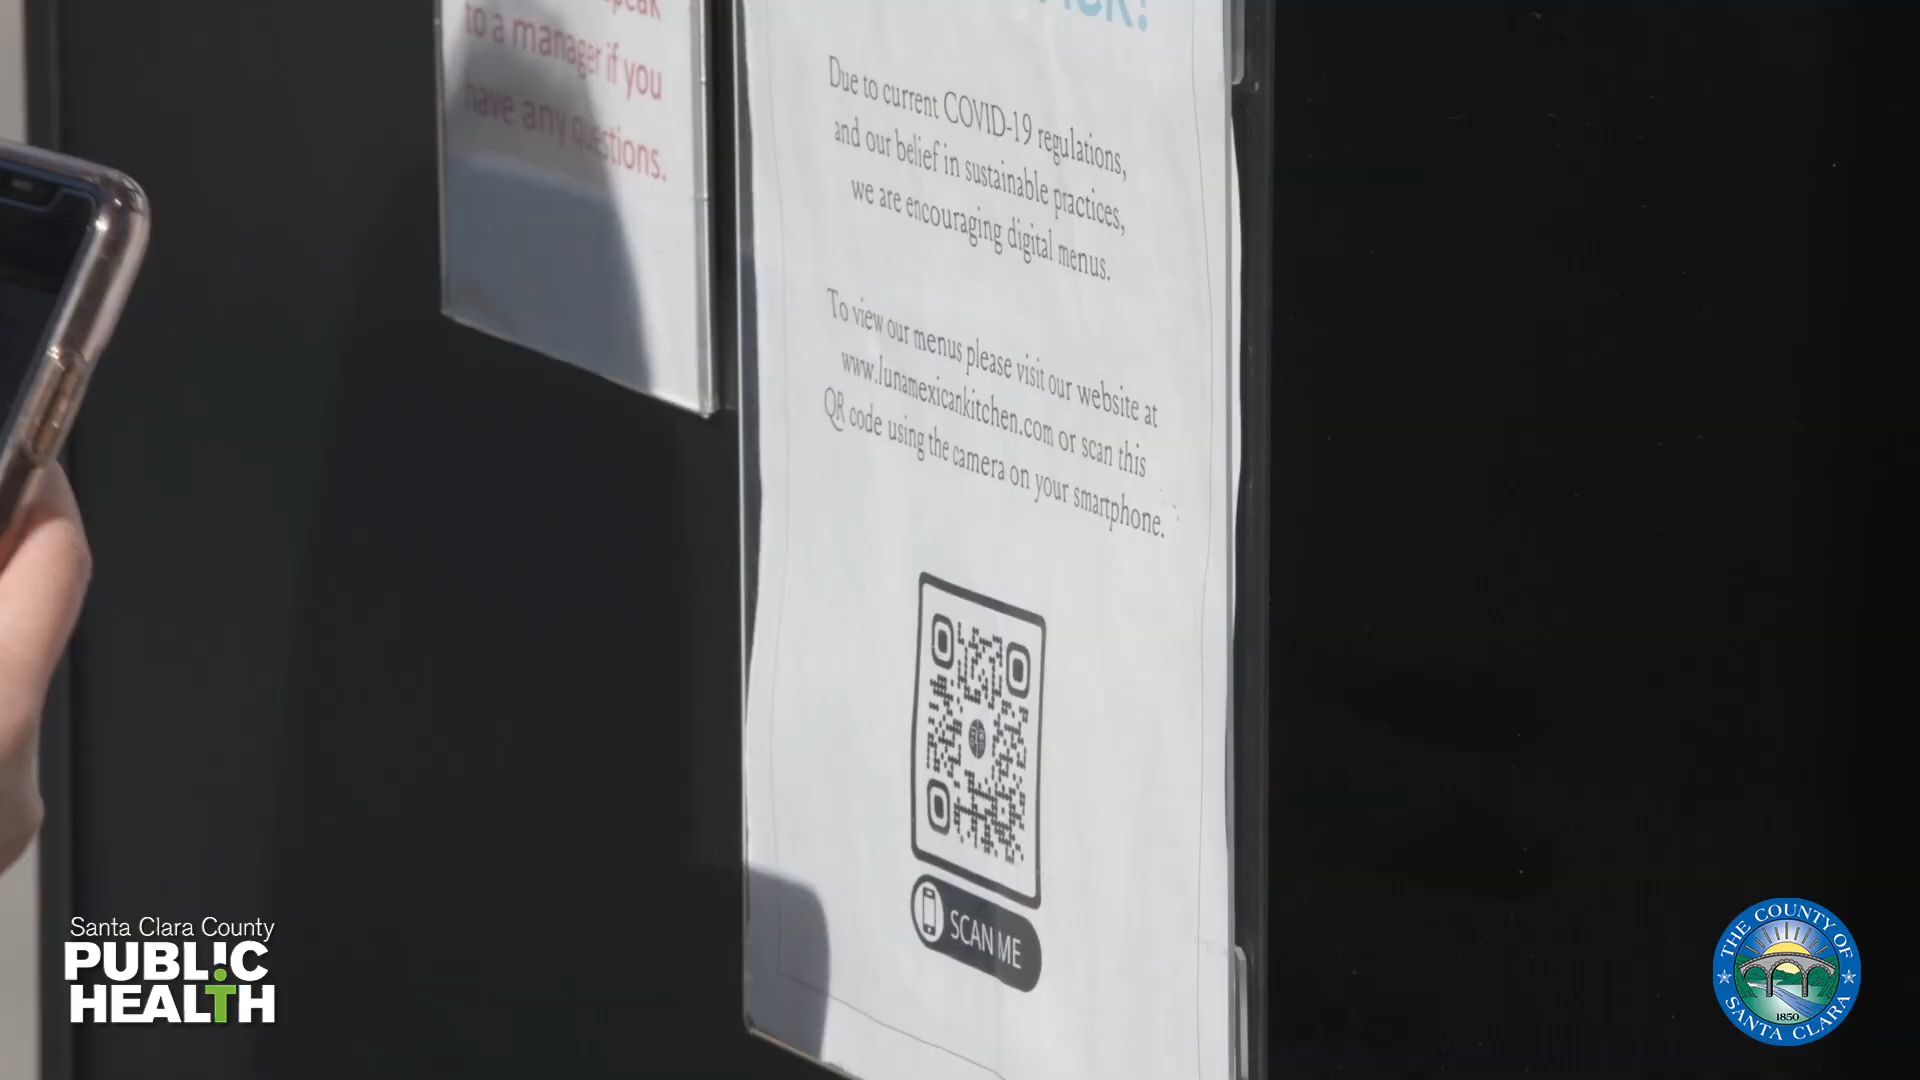 to a manager if you
have any questions.
Due to current COVID-19 regulations,
and our belief in sustainable practices,
we are encouraging digital menus.
To view our menus please visit our website at
www.lunamexicankitchen.com or scan this
QR code using the camera on your smartphone.
SCAN ME
Santa Clara County
PUBLIC
HEALTH
THE COUNTY OF
SANTA CLARA
1850